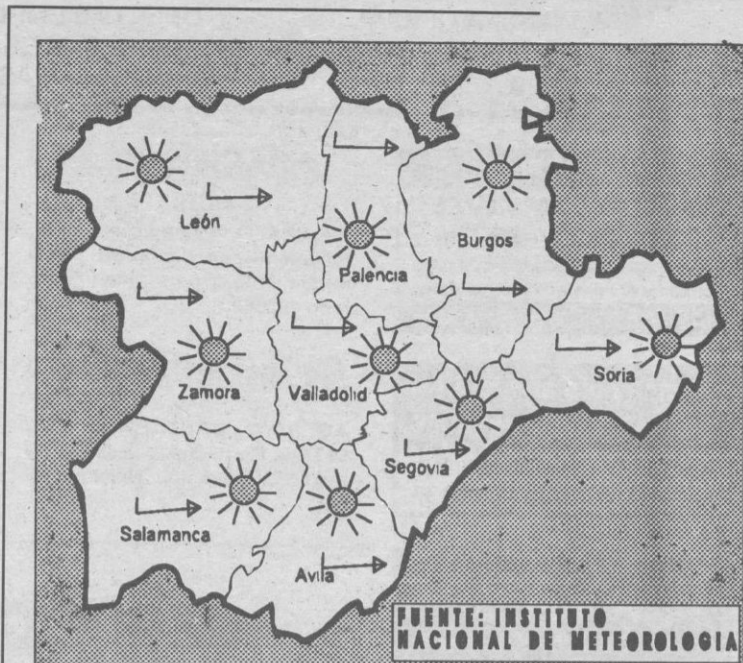 León
Burgos
Palencia
Zamora
Valladolid
Soria
Segovia
Salamanca
Avila
FUENTE: INSTITUTO
NACIONAL DE METEOROLOGIA